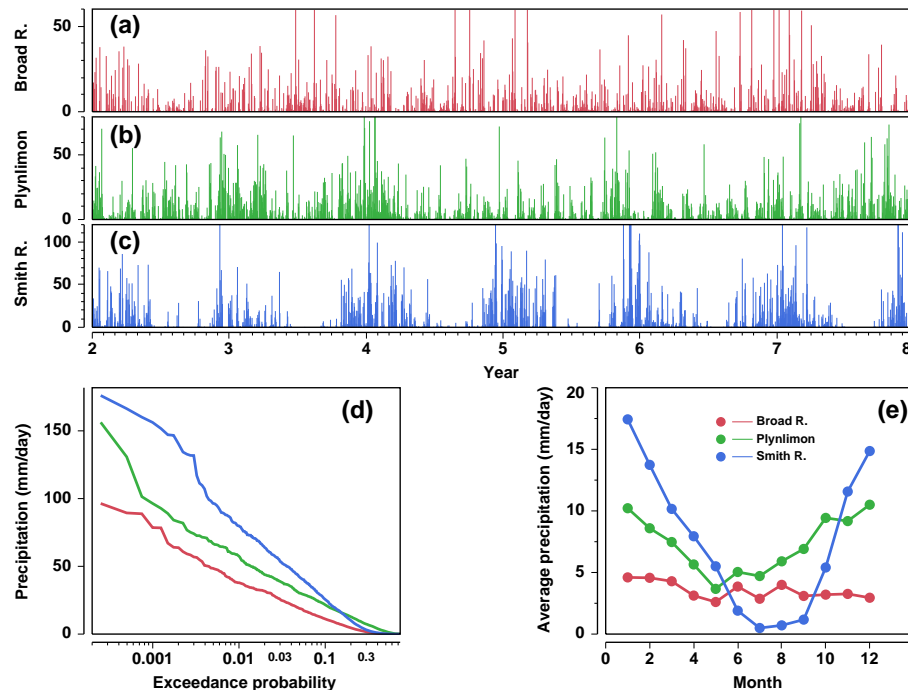 (a)
Broad R.
50
0
(b)
Plynlimon
50
0
(c)
Smith R.
100
50
0
2 3 4 5 6 7 8
Year
(d)
Precipitation (mm/day)
150
100
50
0
0.001 0.01 0.03 0.1 0.3
Exceedance probability
(e)
Average precipitation (mm/day)
20
15
10
5
0
Broad R.
Plynlimon
Smith R.
0 2 4 6 8 10 12
Month